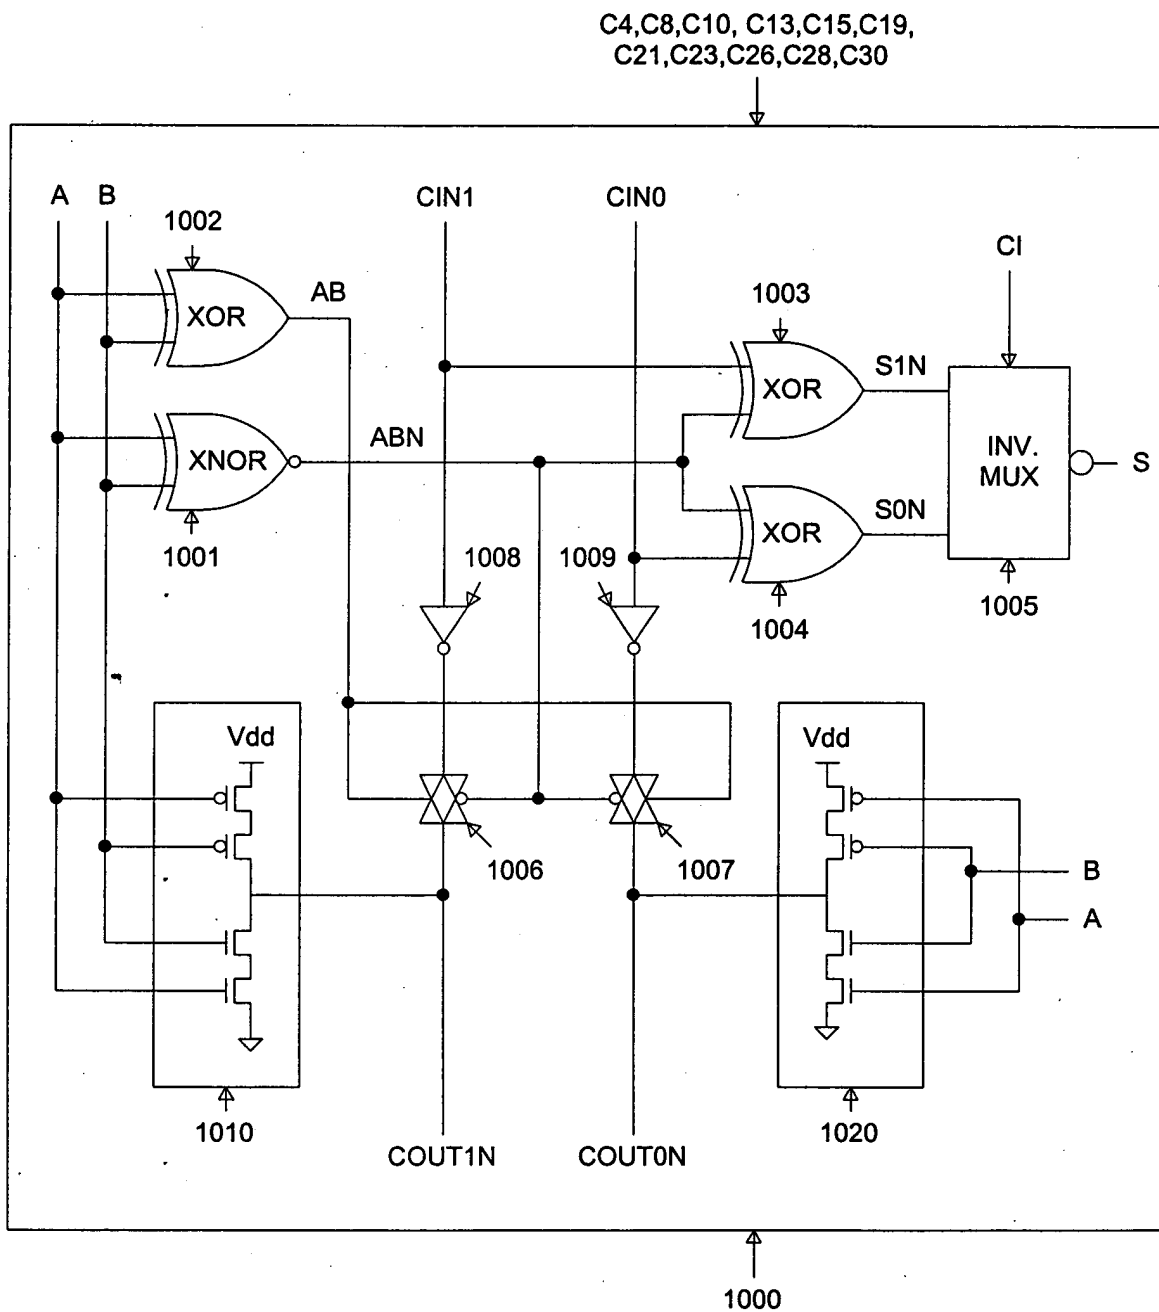 C4,C8,C10, C13,C15,C19,
C21,C23,C26,C28,C30
A
B
CIN1
CIN0
1002
CI
XOR
AB
1003
XOR
S1N
XNOR
ABN
INV.
MUX
S
1001
1008
1009
XOR
S0N
1004
1005
Vdd
Vdd
1006
1007
B
A
1010
COUT1N
COUT0N
1020
1000